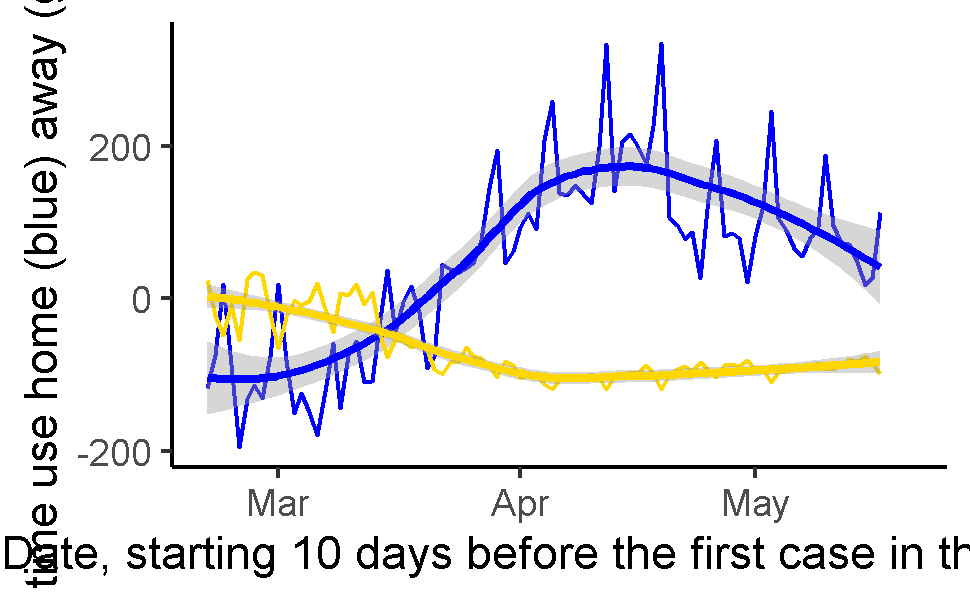 time use home (blue) away (
200
0
-200
Mar Apr May
Date, starting 10 days before the first case in th